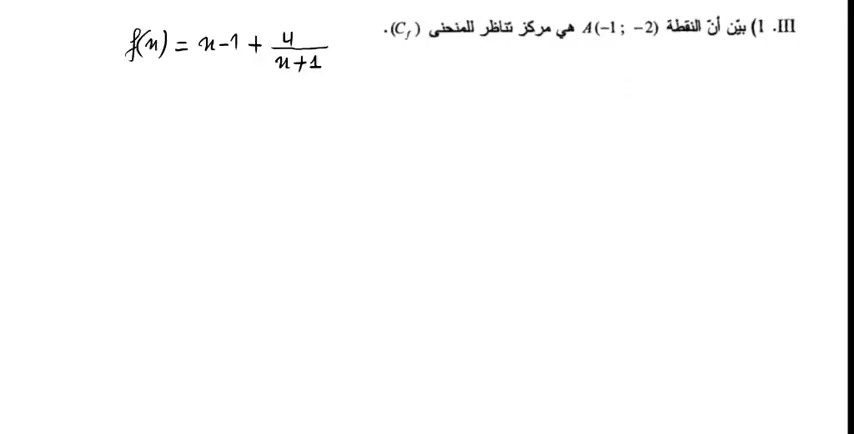 III. 1) بيّن أنّ النقطة A(−1 ; −2) هي مركز تناظر للمنحنى (C_f).
f(x) = x-1 + 4/(x+1)